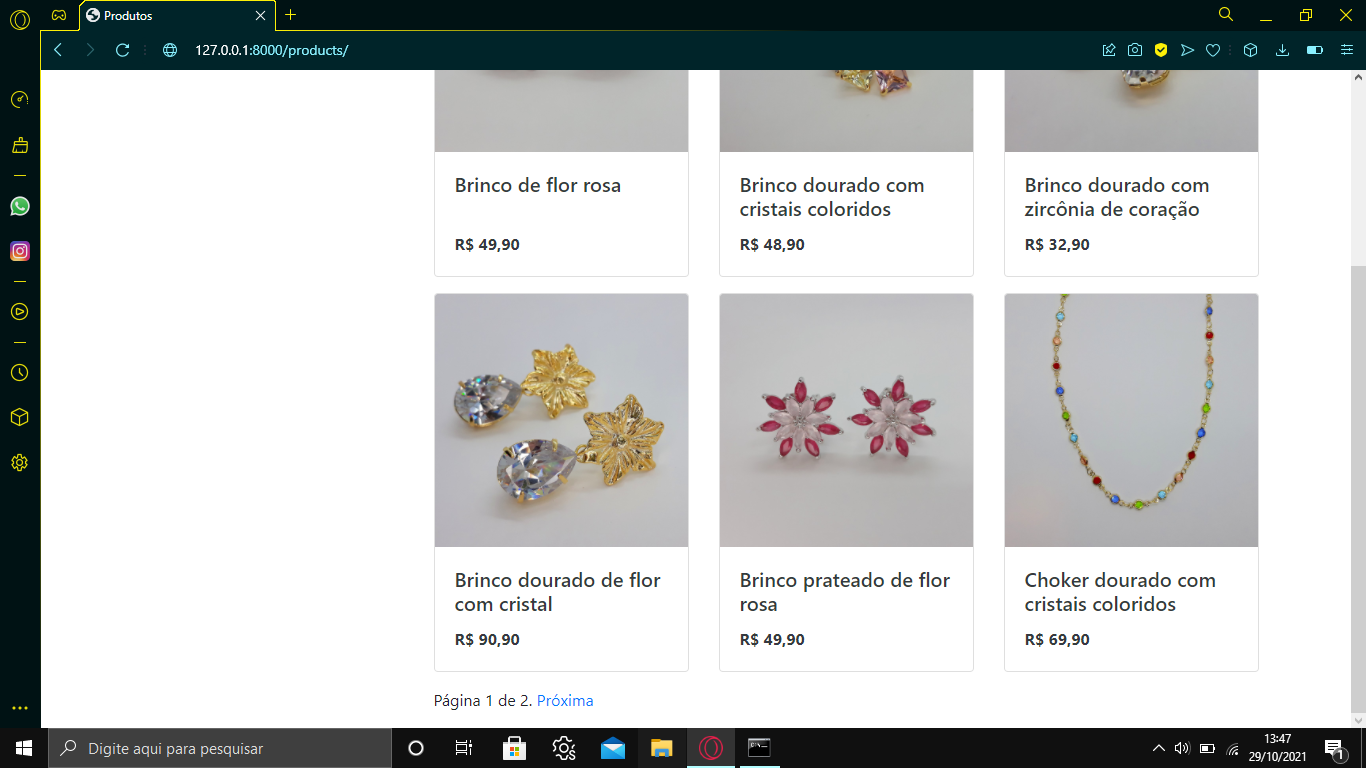 Produtos
127.0.0.1:8000/products/
Brinco de flor rosa
R$ 49,90
Brinco dourado com
cristais coloridos
R$ 48,90
Brinco dourado com
zircônia de coração
R$ 32,90
Brinco dourado de flor
com cristal
R$ 90,90
Brinco prateado de flor
rosa
R$ 49,90
Choker dourado com
cristais coloridos
R$ 69,90
Página 1 de 2. Próxima
Digite aqui para pesquisar
13:47
29/10/2021
1